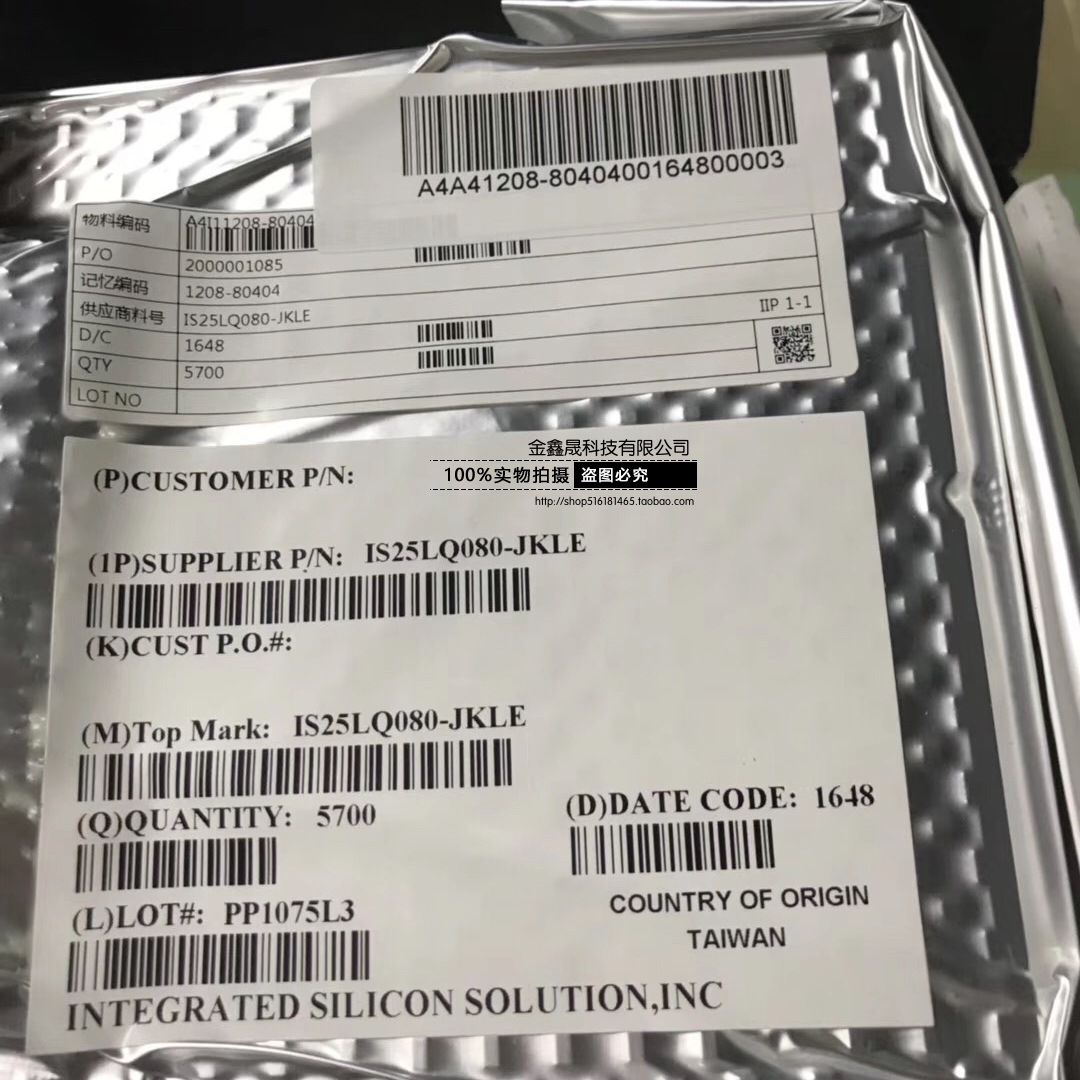 A4A41208-8040400164800003
物料编码 A4I11208-80404
P/O 2000001085
记忆编码 1208-80404
供应商料号 IS25LQ080-JKLE
IIP 1-1
D/C 1648
QTY 5700
LOT NO
金鑫晟科技有限公司
100%实物拍摄 盗图必究
http://shop516181465.taobao.com
(P)CUSTOMER P/N:
(1P)SUPPLIER P/N: IS25LQ080-JKLE
(K)CUST P.O.#:
(M)Top Mark: IS25LQ080-JKLE
(Q)QUANTITY: 5700
(D)DATE CODE: 1648
(L)LOT#: PP1075L3
COUNTRY OF ORIGIN
TAIWAN
INTEGRATED SILICON SOLUTION,INC